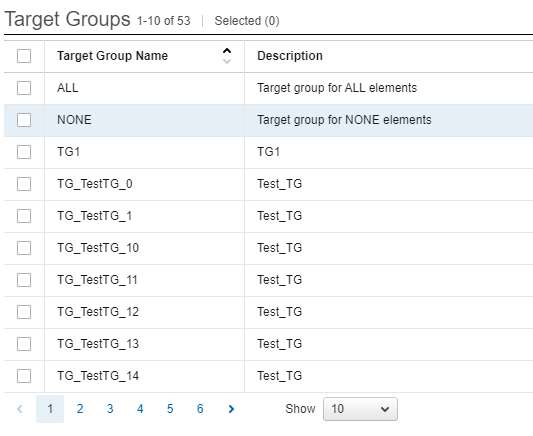 Target Groups 1-10 of 53 | Selected (0)
Target Group Name Description
ALL Target group for ALL elements
NONE Target group for NONE elements
TG1 TG1
TG_TestTG_0 Test_TG
TG_TestTG_1 Test_TG
TG_TestTG_10 Test_TG
TG_TestTG_11 Test_TG
TG_TestTG_12 Test_TG
TG_TestTG_13 Test_TG
TG_TestTG_14 Test_TG
1 2 3 4 5 6 Show 10